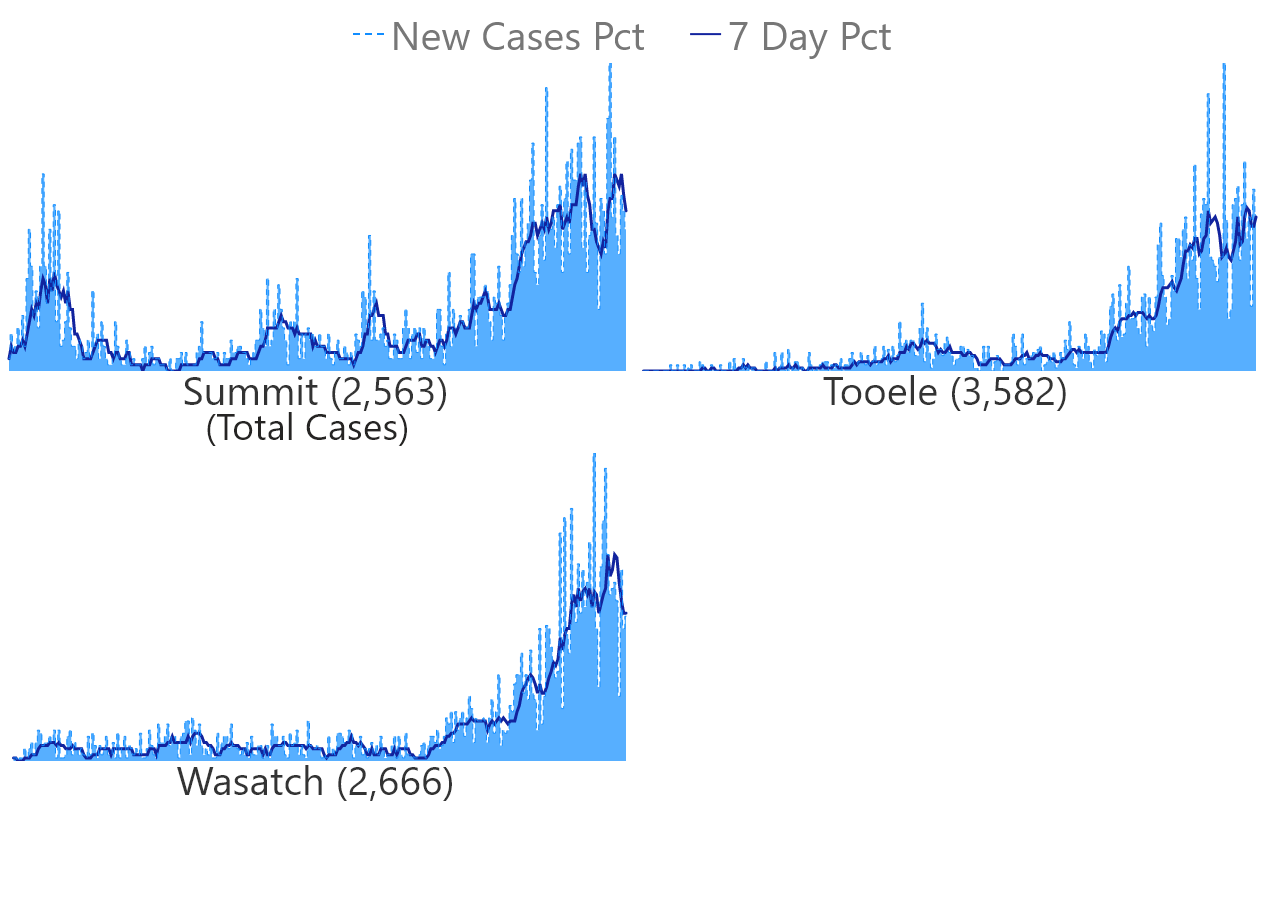 New Cases Pct 7 Day Pct
Summit (2,563) Tooele (3,582)
(Total Cases)
Wasatch (2,666)